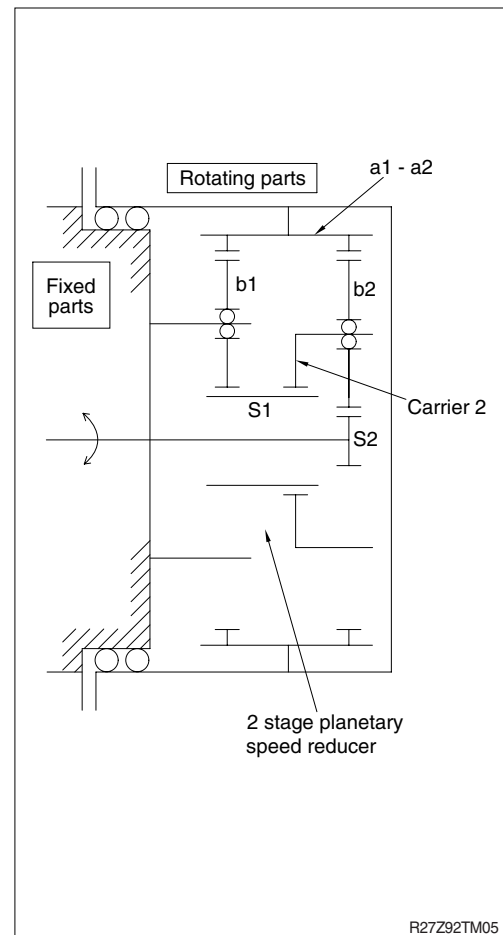 a1 - a2
Rotating parts
Fixed
parts
b1
b2
S1
Carrier 2
S2
2 stage planetary
speed reducer
R27Z92TM05